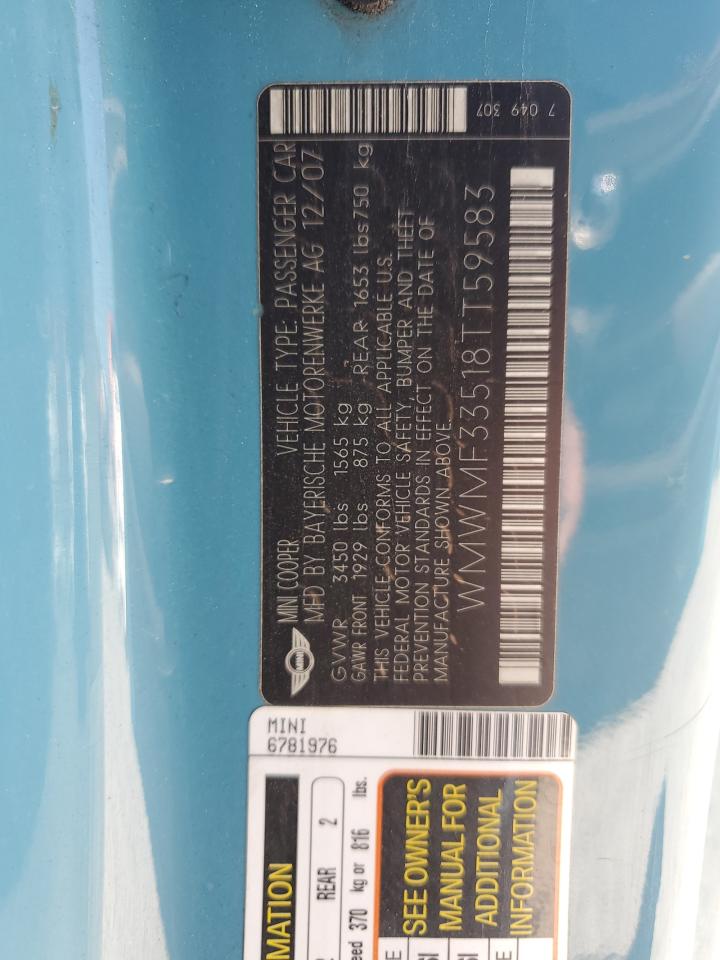 7 049 307
MINI COOPER VEHICLE TYPE: PASSENGER CAR
MFD BY BAYERISCHE MOTORENWERKE AG 12/07
GVWR 3450 lbs 1565 kg
GAWR FRONT 1929 lbs 875 kg REAR 1653 lbs 750 kg
THIS VEHICLE CONFORMS TO ALL APPLICABLE U.S.
FEDERAL MOTOR VEHICLE SAFETY, BUMPER AND THEFT
PREVENTION STANDARDS IN EFFECT ON THE DATE OF
MANUFACTURE SHOWN ABOVE.
WMWMF33518TT59583
MINI
MINI
6781976
REAR 2
370 kg or 816 lbs.
SEE OWNER'S
MANUAL FOR
ADDITIONAL
INFORMATION